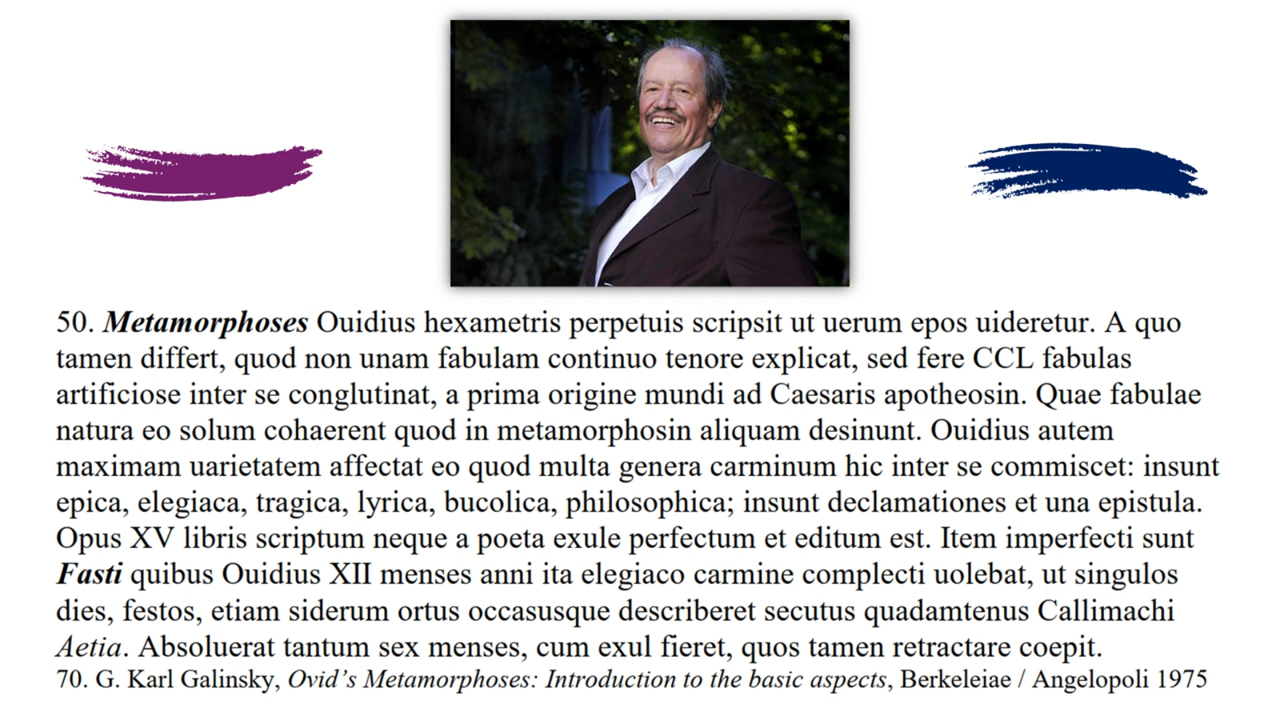 50. Metamorphoses Ouidius hexametris perpetuis scripsit ut uerum epos uideretur. A quo
tamen differt, quod non unam fabulam continuo tenore explicat, sed fere CCL fabulas
artificiose inter se conglutinat, a prima origine mundi ad Caesaris apotheosin. Quae fabulae
natura eo solum cohaerent quod in metamorphosin aliquam desinunt. Ouidius autem
maximam uarietatem affectat eo quod multa genera carminum hic inter se commiscet: insunt
epica, elegiaca, tragica, lyrica, bucolica, philosophica; insunt declamationes et una epistula.
Opus XV libris scriptum neque a poeta exule perfectum et editum est. Item imperfecti sunt
Fasti quibus Ouidius XII menses anni ita elegiaco carmine complecti uolebat, ut singulos
dies, festos, etiam siderum ortus occasusque describeret secutus quadamtenus Callimachi
Aetia. Absoluerat tantum sex menses, cum exul fieret, quos tamen retractare coepit.
70. G. Karl Galinsky, Ovid's Metamorphoses: Introduction to the basic aspects, Berkeleiae / Angelopoli 1975